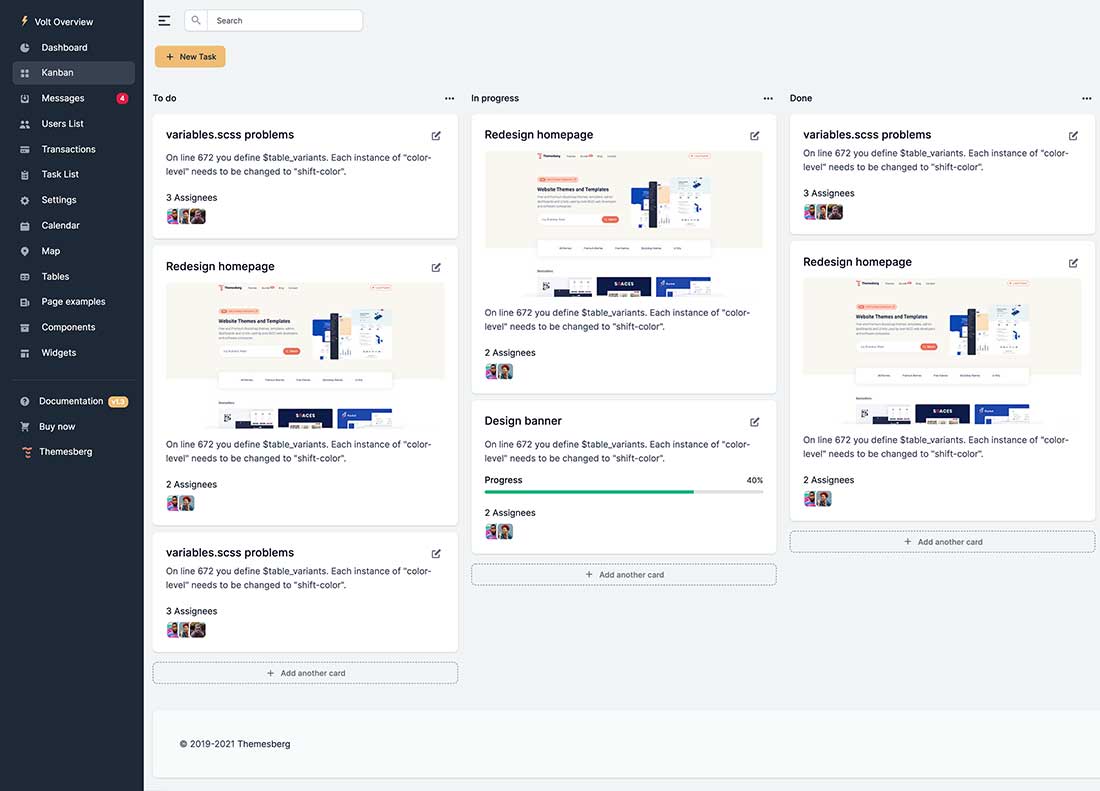 Volt Overview
Dashboard
Kanban
Messages 4
Users List
Transactions
Task List
Settings
Calendar
Map
Tables
Page examples
Components
Widgets
Documentation v1.3
Buy now
Themesberg
Search
New Task
To do
variables.scss problems
On line 672 you define $table_variants. Each instance of "color-
level" needs to be changed to "shift-color".
3 Assignees
Redesign homepage
Themesberg
Website Themes and Templates
On line 672 you define $table_variants. Each instance of "color-
level" needs to be changed to "shift-color".
2 Assignees
variables.scss problems
On line 672 you define $table_variants. Each instance of "color-
level" needs to be changed to "shift-color".
3 Assignees
Add another card
In progress
Redesign homepage
Themesberg
Website Themes and Templates
SPACES
On line 672 you define $table_variants. Each instance of "color-
level" needs to be changed to "shift-color".
2 Assignees
Design banner
On line 672 you define $table_variants. Each instance of "color-
level" needs to be changed to "shift-color".
Progress 40%
2 Assignees
Add another card
Done
variables.scss problems
On line 672 you define $table_variants. Each instance of "color-
level" needs to be changed to "shift-color".
3 Assignees
Redesign homepage
Themesberg
Website Themes and Templates
On line 672 you define $table_variants. Each instance of "color-
level" needs to be changed to "shift-color".
2 Assignees
Add another card
© 2019-2021 Themesberg